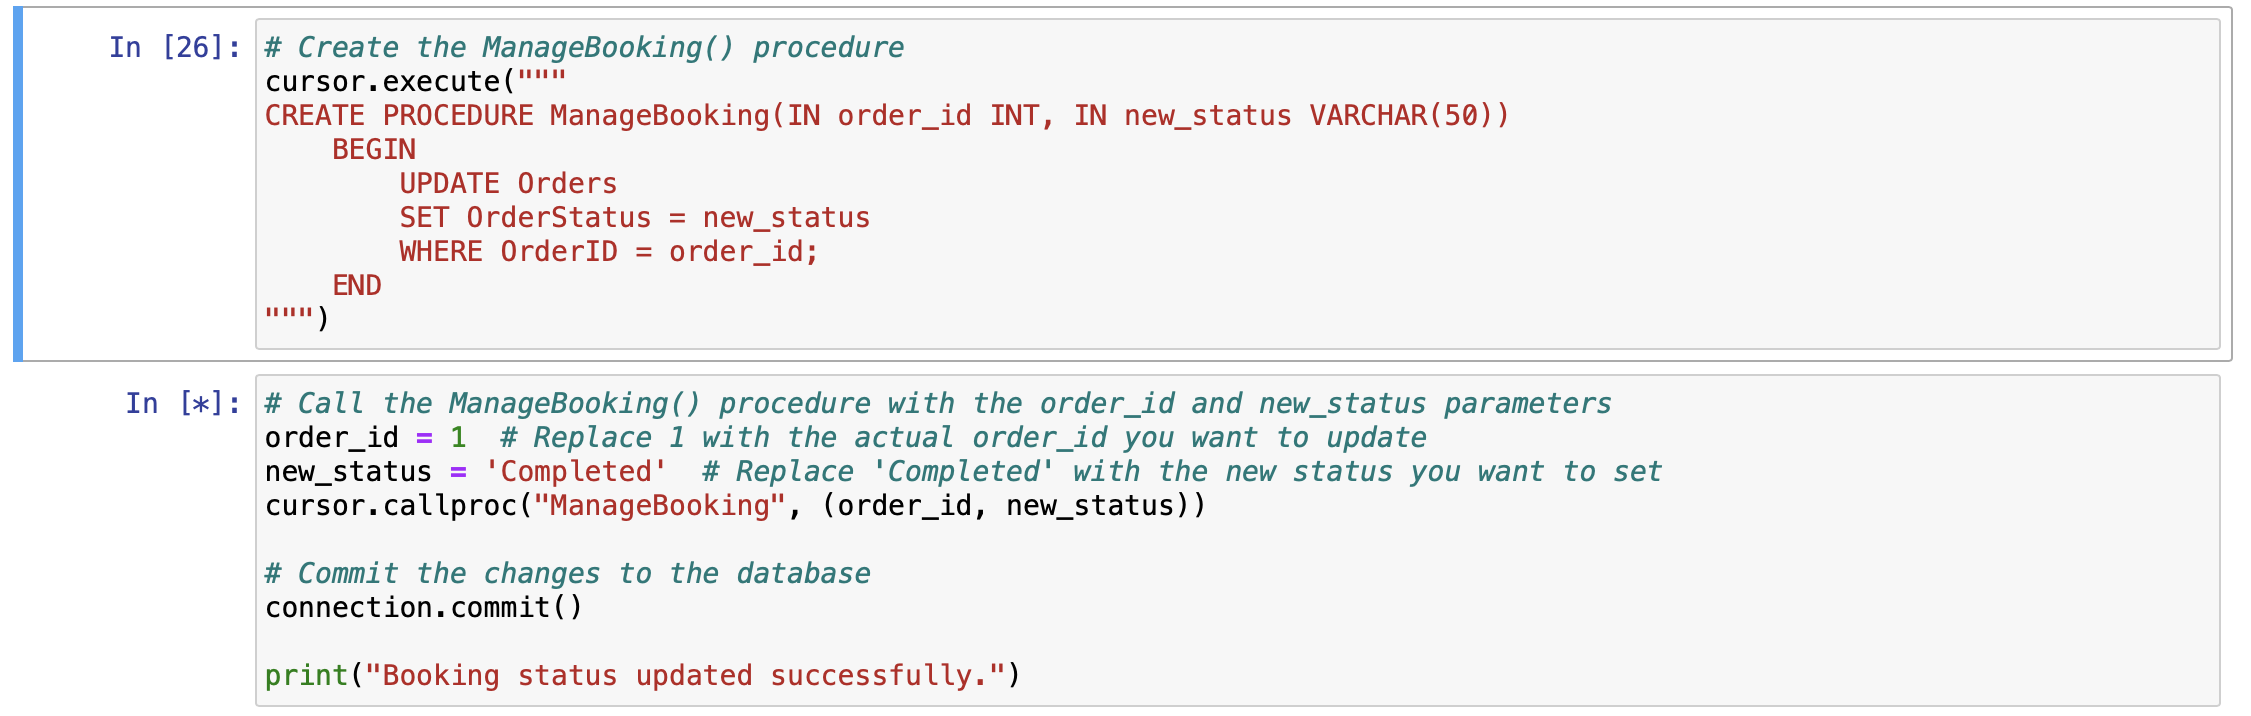 In [26]: # Create the ManageBooking() procedure
cursor.execute("""
CREATE PROCEDURE ManageBooking(IN order_id INT, IN new_status VARCHAR(50))
    BEGIN
        UPDATE Orders
        SET OrderStatus = new_status
        WHERE OrderID = order_id;
    END
""")
In [*]: # Call the ManageBooking() procedure with the order_id and new_status parameters
order_id = 1  # Replace 1 with the actual order_id you want to update
new_status = 'Completed'  # Replace 'Completed' with the new status you want to set
cursor.callproc("ManageBooking", (order_id, new_status))

# Commit the changes to the database
connection.commit()

print("Booking status updated successfully.")